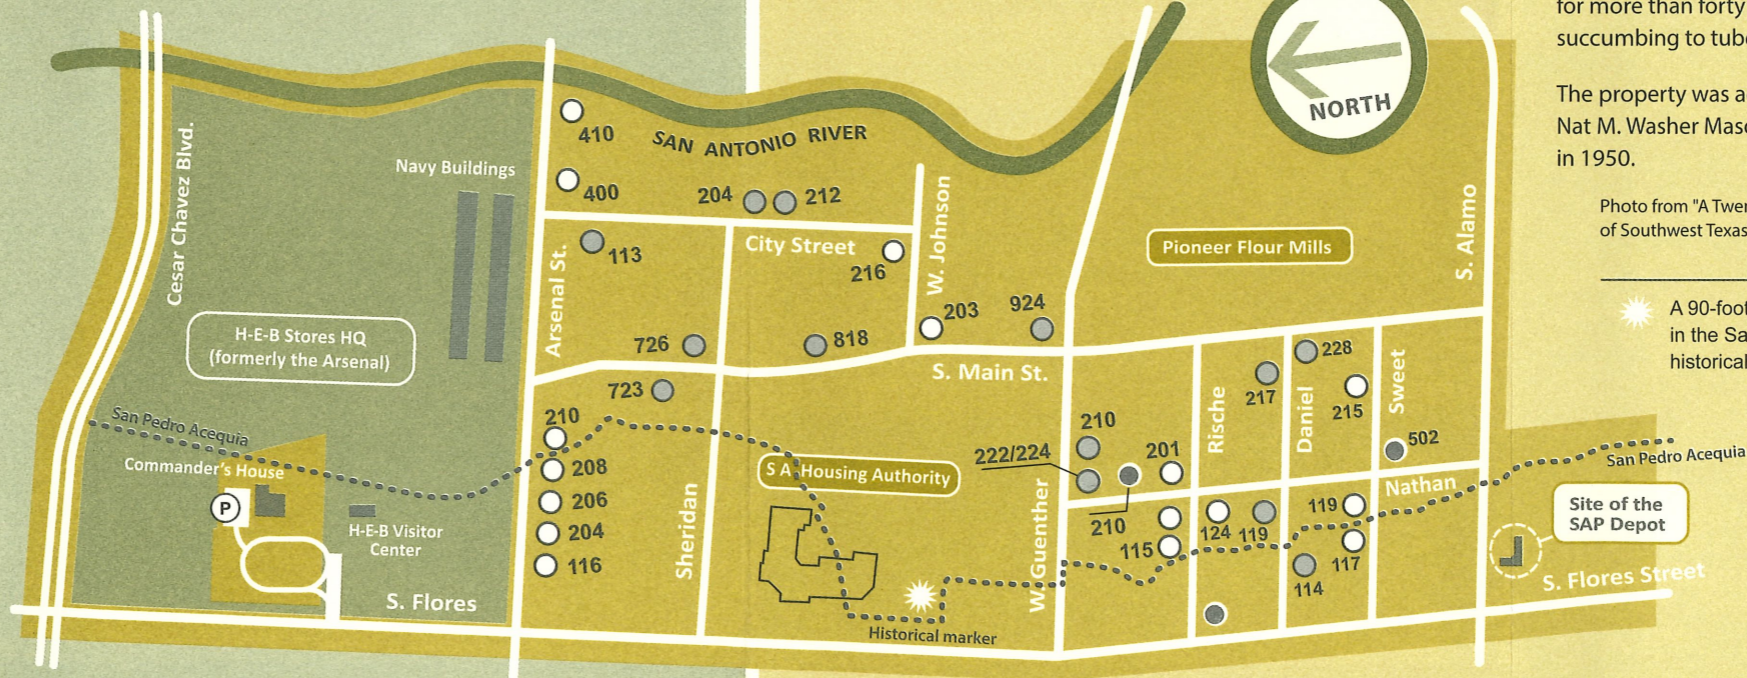 for more than forty
succumbing to tube
The property was a
Nat M. Washer Maso
in 1950.
Photo from "A Twe
of Southwest Texas
A 90-foot
in the Sa
historical
NORTH
Cesar Chavez Blvd.
Navy Buildings
H-E-B Stores HQ
(formerly the Arsenal)
San Pedro Acequia
Commander's House
P
H-E-B Visitor
Center
S. Flores
Arsenal St.
410
400
SAN ANTONIO RIVER
204
212
113
City Street
216
W. Johnson
203
924
726
818
723
S. Main St.
210
208
206
204
116
Sheridan
S A Housing Authority
Historical marker
W. Guenther
Pioneer Flour Mills
S. Alamo
210
222/224
201
210
115
Rische
217
228
Daniel
215
Sweet
502
Nathan
124
119
119
117
114
San Pedro Acequia
Site of the
SAP Depot
S. Flores Street